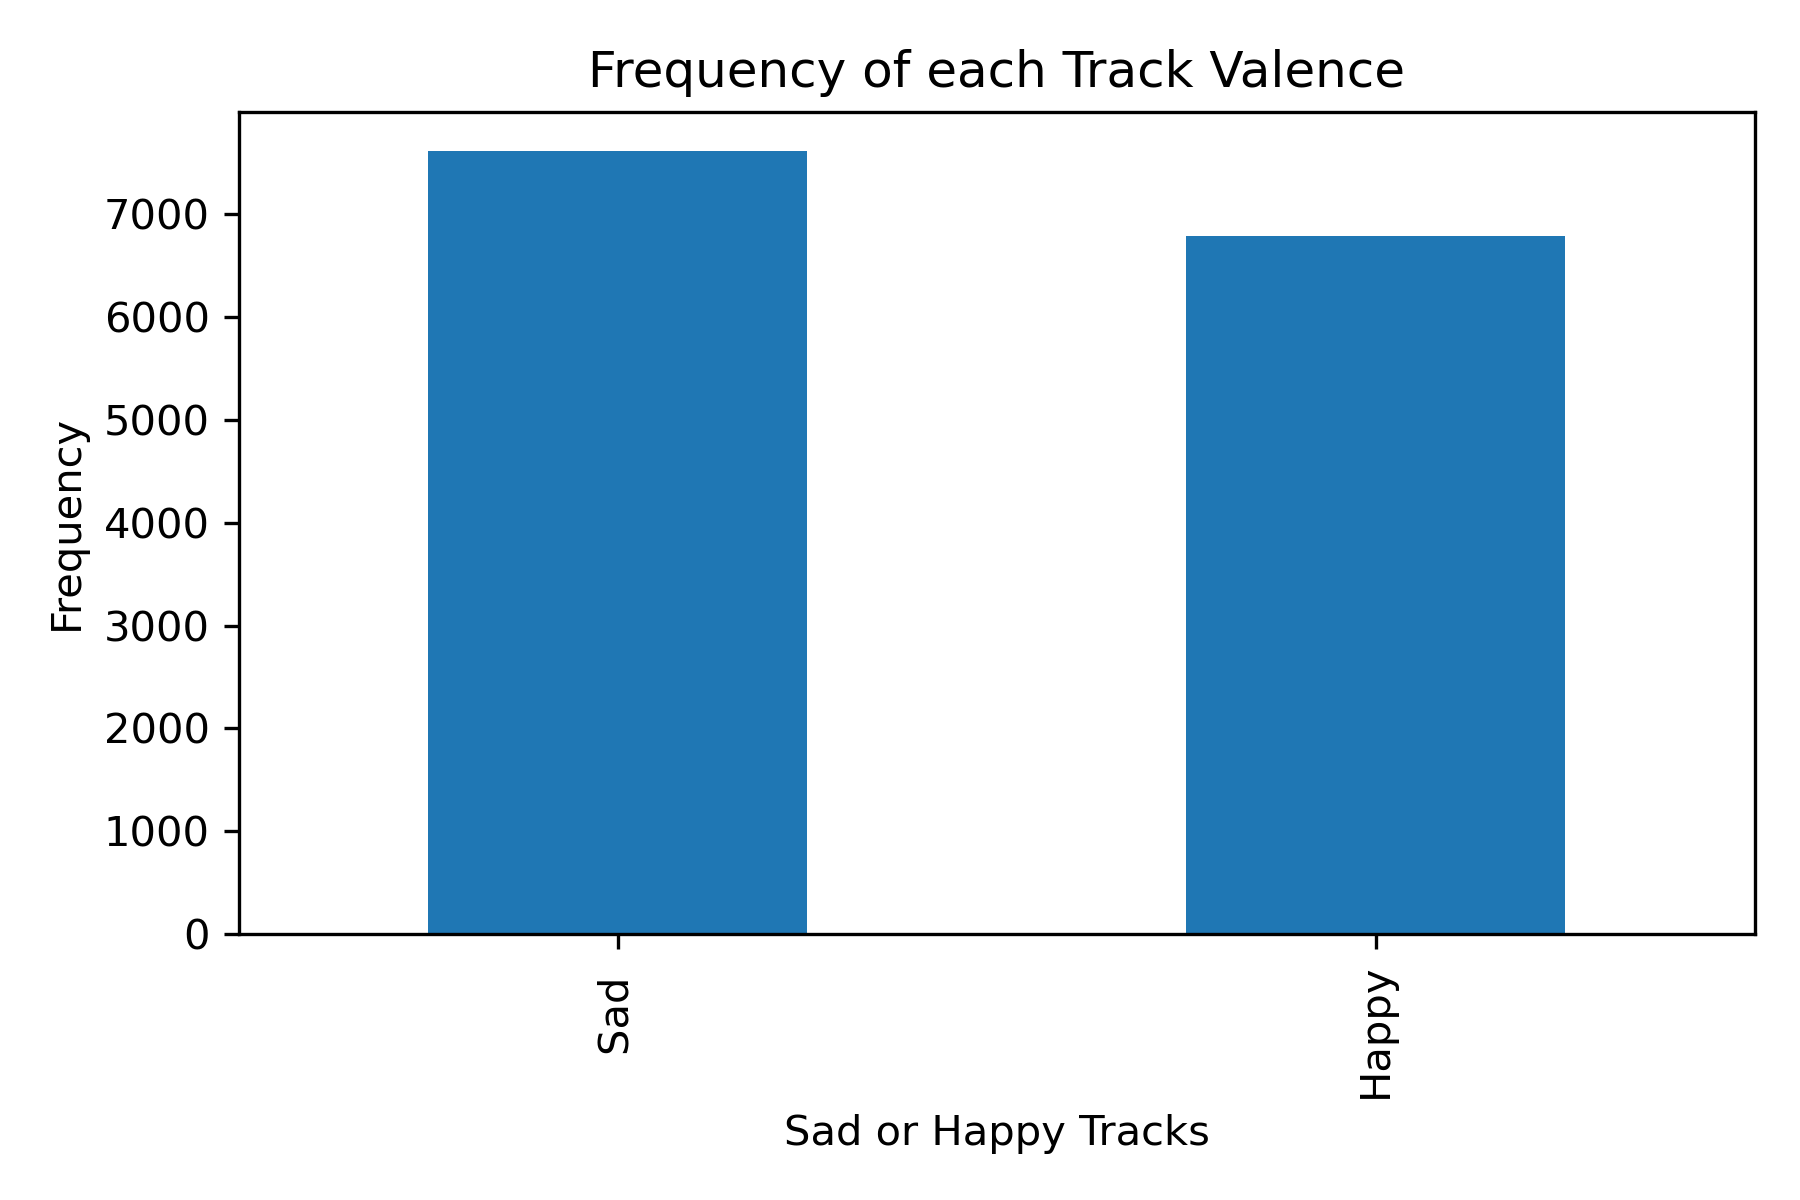 Frequency of each Track Valence
Frequency
7000
6000
5000
4000
3000
2000
1000
0
Sad
Happy
Sad or Happy Tracks